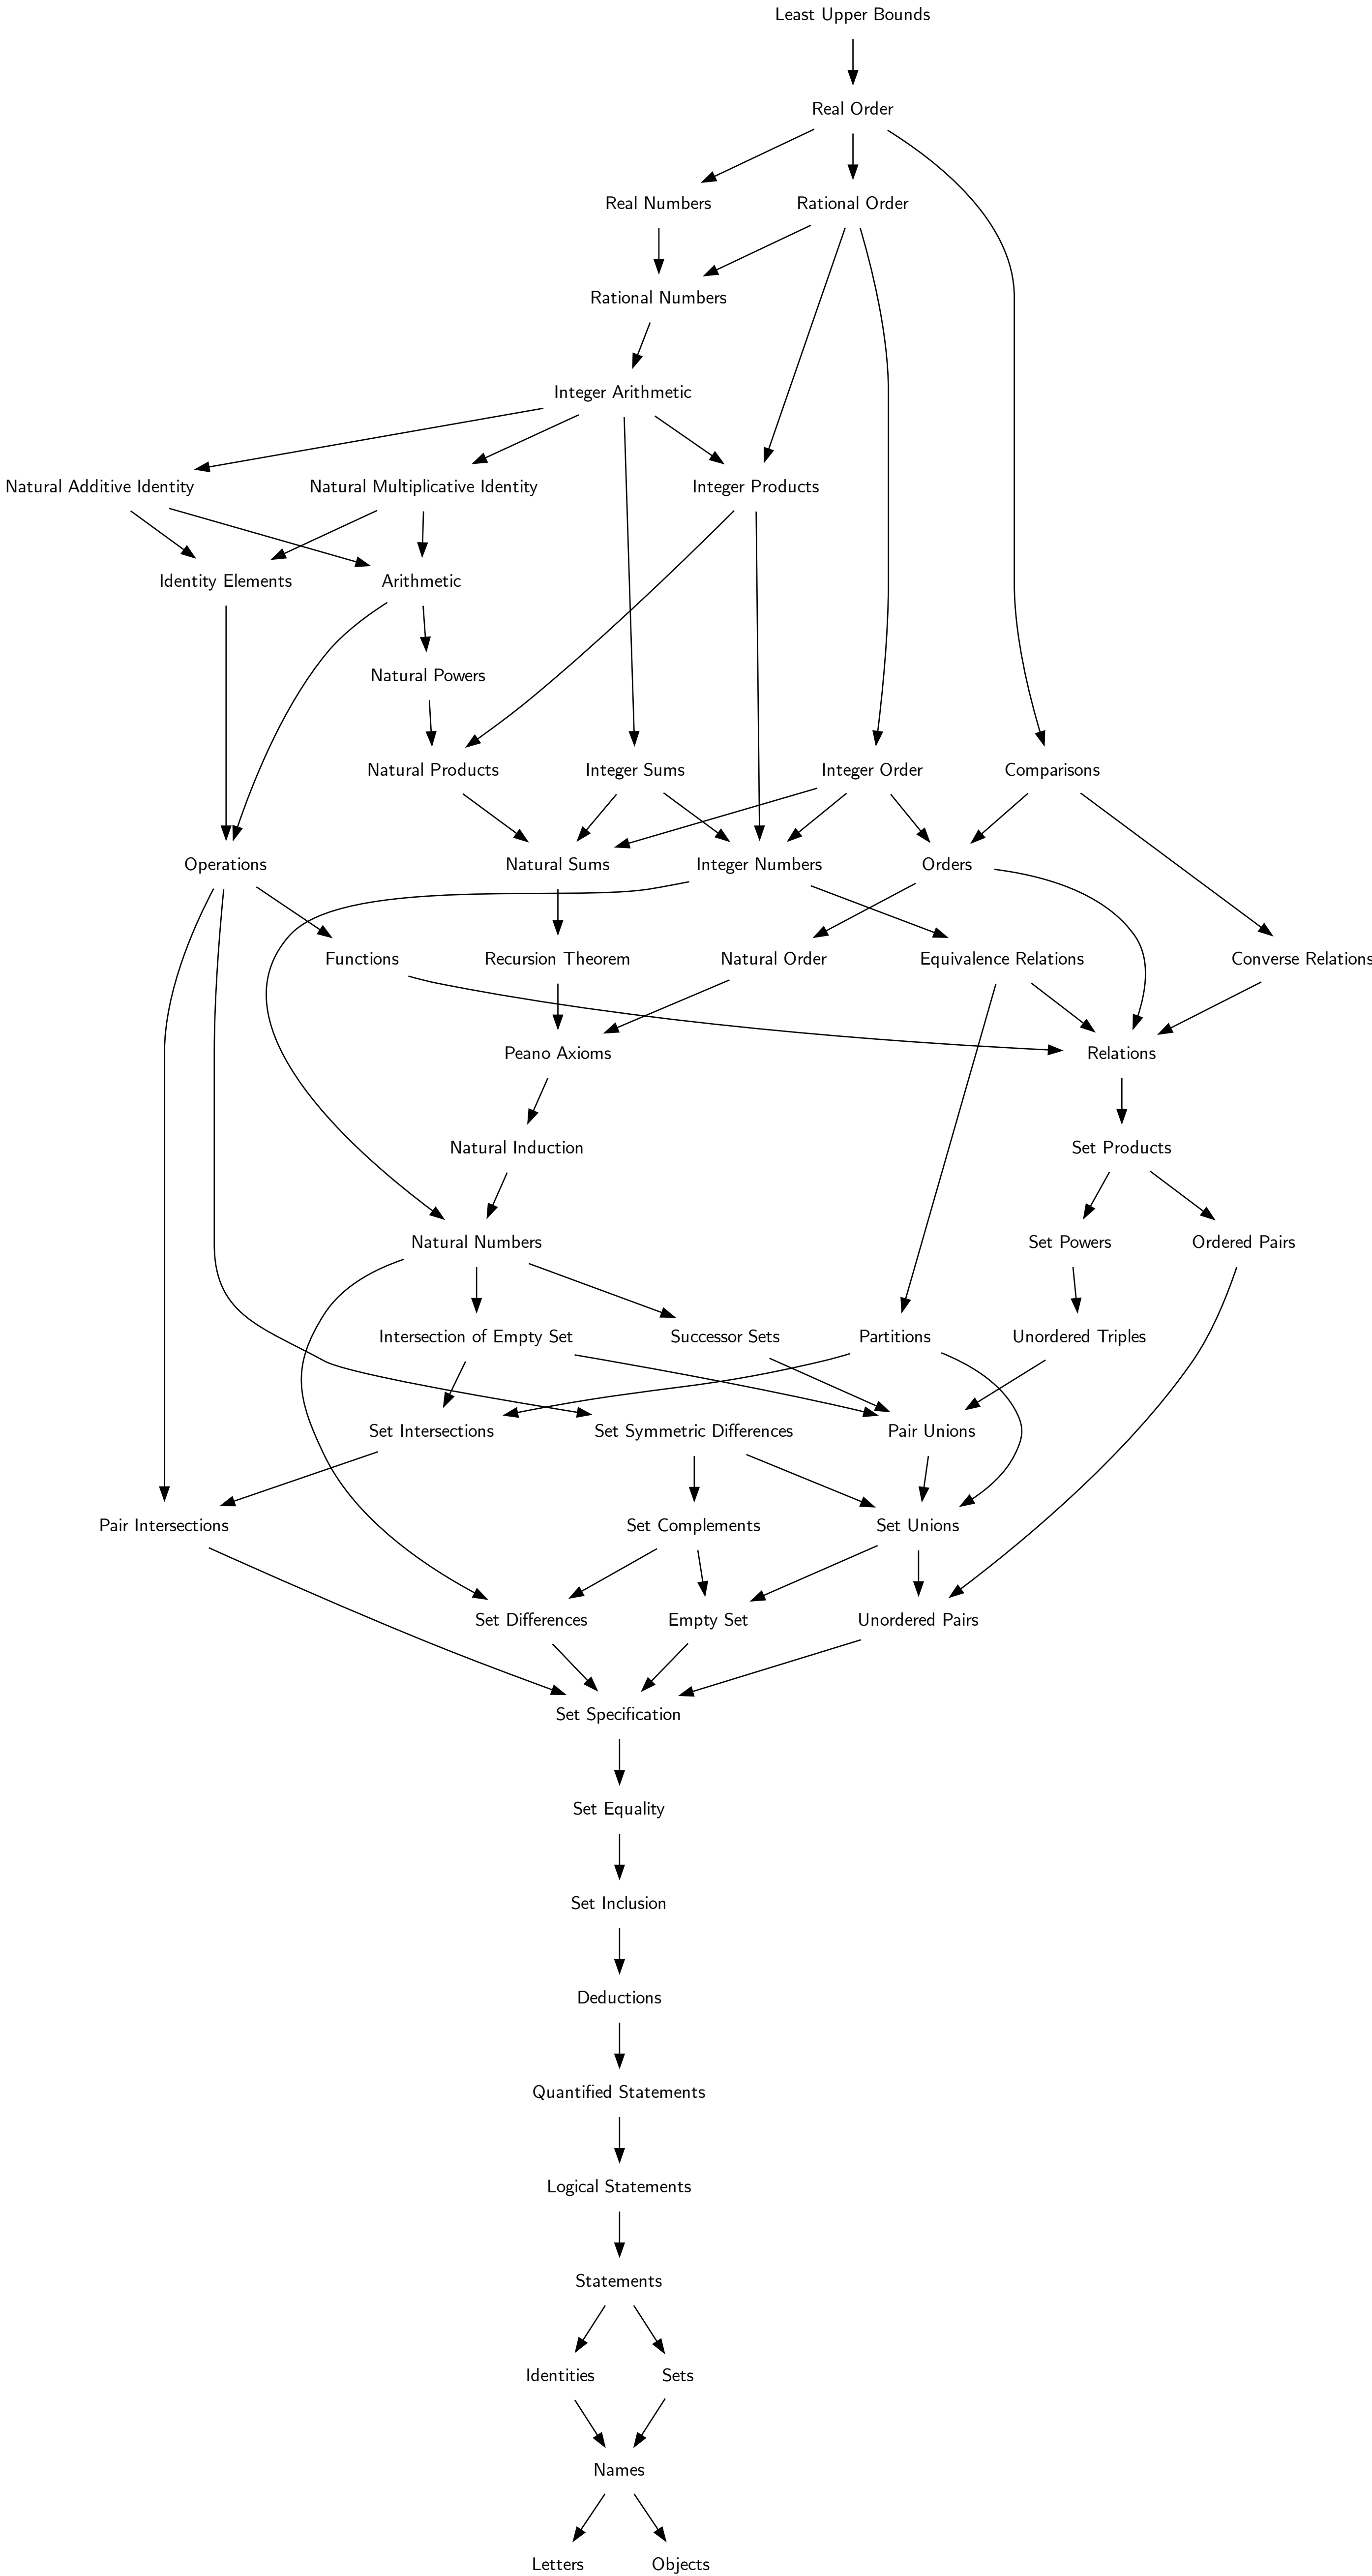 Least Upper Bounds
Real Order
Real Numbers
Rational Order
Rational Numbers
Integer Arithmetic
Natural Additive Identity
Natural Multiplicative Identity
Integer Products
Identity Elements
Arithmetic
Natural Powers
Natural Products
Integer Sums
Integer Order
Comparisons
Operations
Natural Sums
Integer Numbers
Orders
Functions
Recursion Theorem
Natural Order
Equivalence Relations
Converse Relations
Peano Axioms
Relations
Natural Induction
Set Products
Natural Numbers
Set Powers
Ordered Pairs
Intersection of Empty Set
Successor Sets
Partitions
Unordered Triples
Set Intersections
Set Symmetric Differences
Pair Unions
Pair Intersections
Set Complements
Set Unions
Set Differences
Empty Set
Unordered Pairs
Set Specification
Set Equality
Set Inclusion
Deductions
Quantified Statements
Logical Statements
Statements
Identities
Sets
Names
Letters
Objects